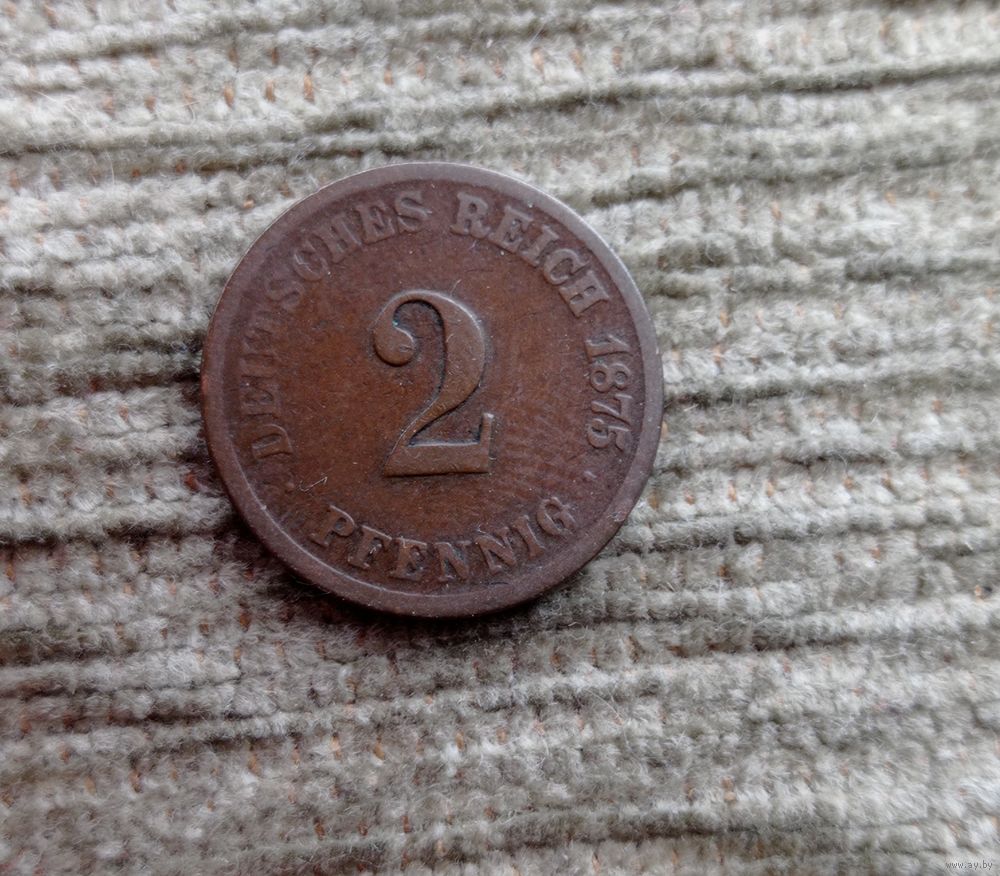 · DEUTSCHES REICH 1875 ·
2
PFENNIG
www.ay.by